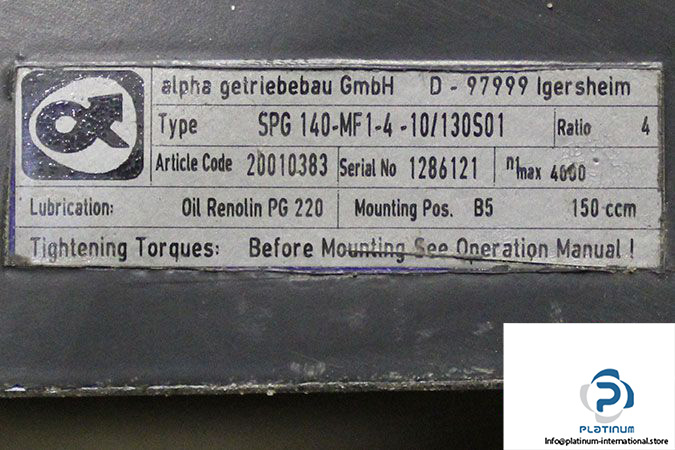 alpha getriebebau GmbH D - 97999 Igersheim
Type SPG 140-MF1-4 -10/130S01 Ratio 4
Article Code 20010383 Serial No 1286121 n1max 4000
Lubrication: Oil Renolin PG 220 Mounting Pos. B5 150 ccm
Tightening Torques: Before Mounting See Operation Manual !
PLATINUM
Info@platinum-international.store